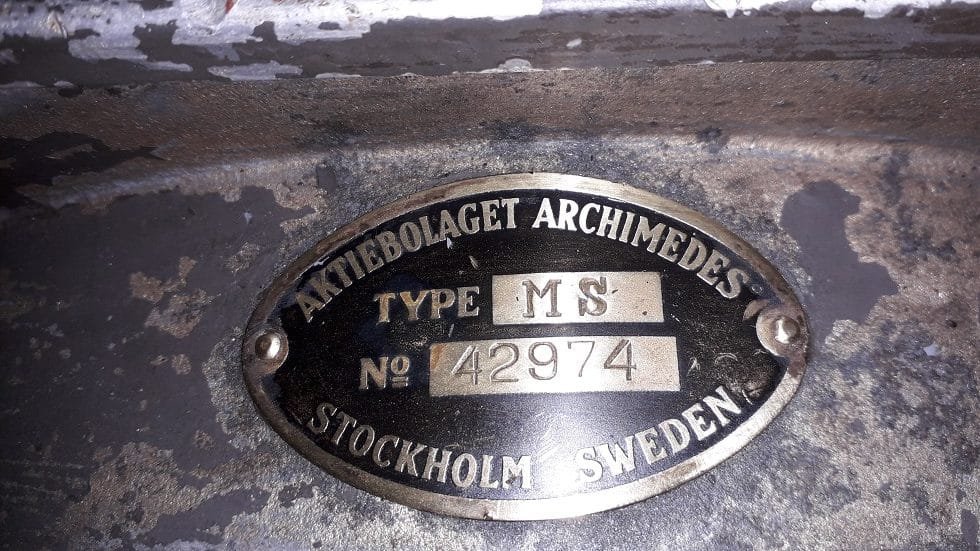 AKTIEBOLAGET ARCHIMEDES
TYPE MS
Nº 42974
STOCKHOLM SWEDEN